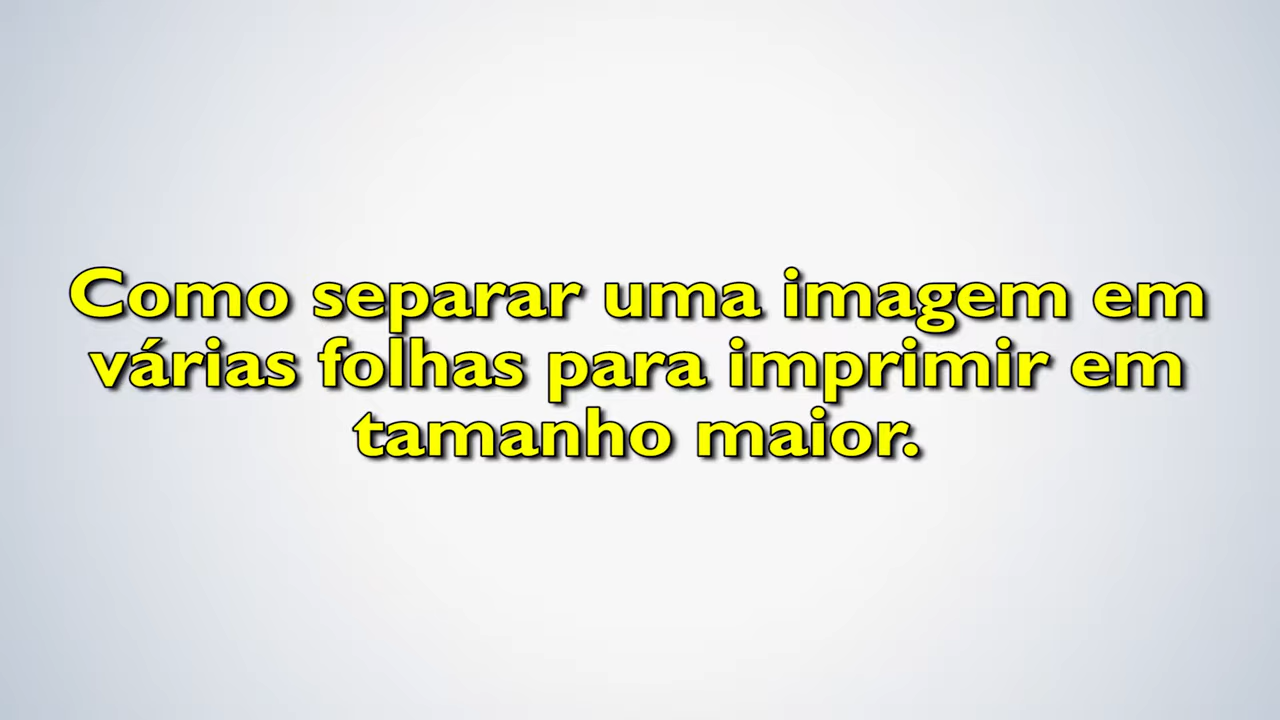 Como separar uma imagem em
várias folhas para imprimir em
tamanho maior.